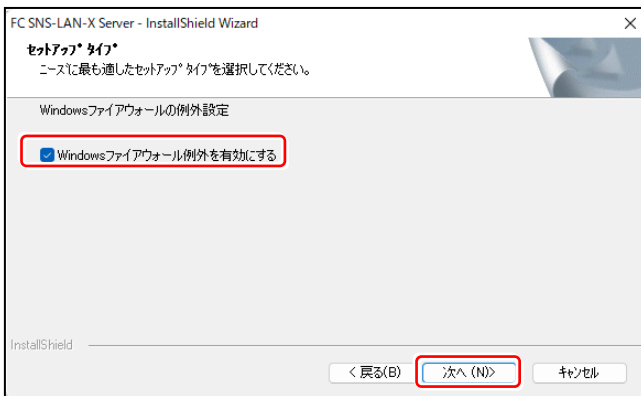 FC SNS-LAN-X Server - InstallShield Wizard
セットアップ タイプ
ニーズに最も適したセットアップ タイプを選択してください。
Windowsファイアウォールの例外設定
Windowsファイアウォール例外を有効にする
InstallShield
< 戻る(B)
次へ (N)>
キャンセル